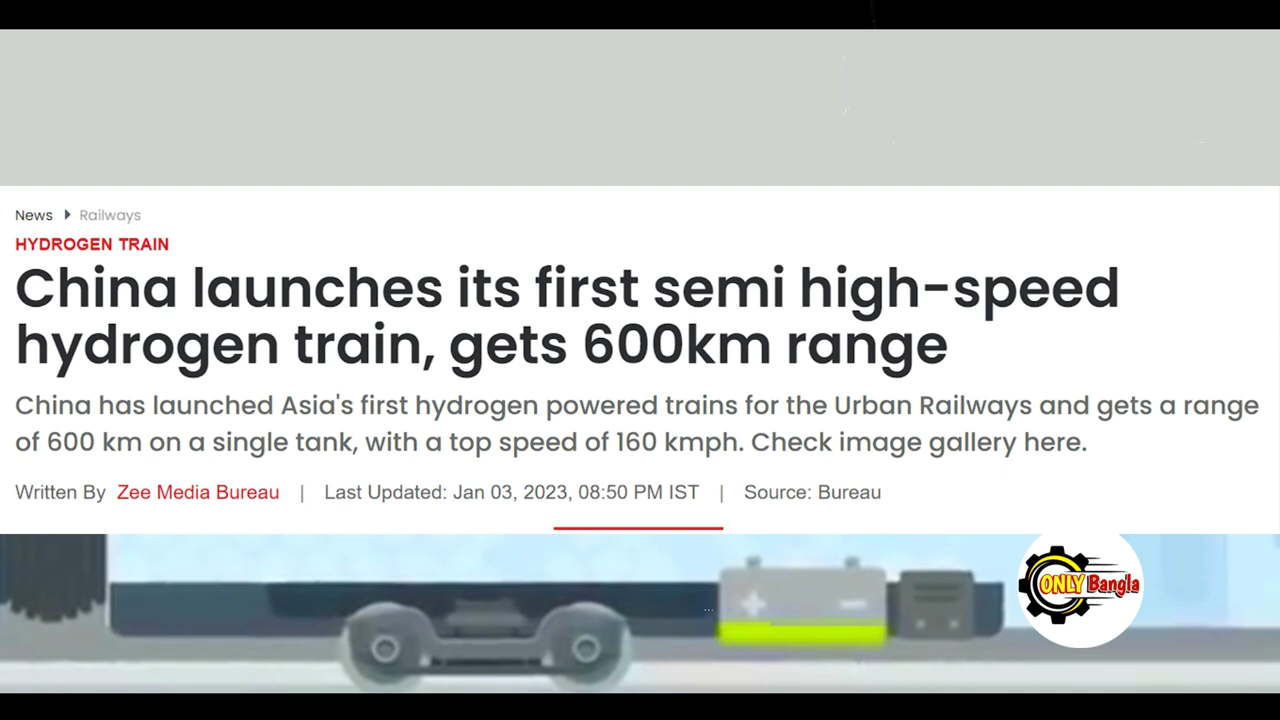 News Railways
HYDROGEN TRAIN
China launches its first semi high-speed
hydrogen train, gets 600km range
China has launched Asia's first hydrogen powered trains for the Urban Railways and gets a range
of 600 km on a single tank, with a top speed of 160 kmph. Check image gallery here.
Written By Zee Media Bureau | Last Updated: Jan 03, 2023, 08:50 PM IST | Source: Bureau
ONLY Bangla